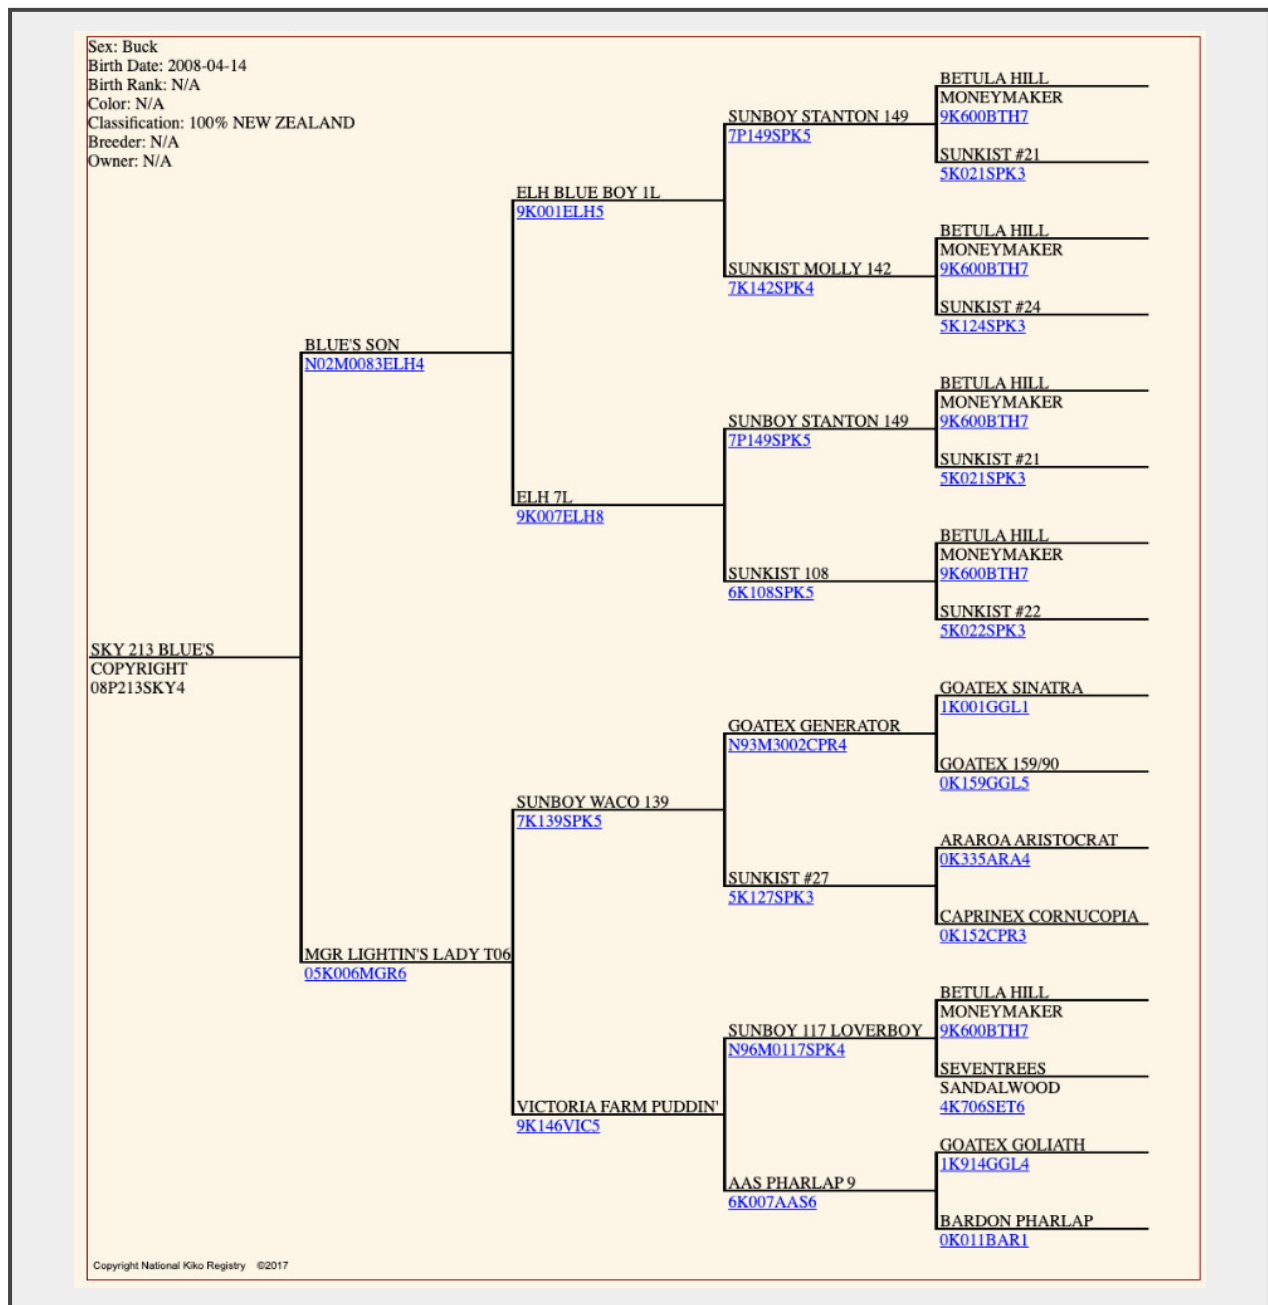 Sex: Buck
Birth Date: 2008-04-14
Birth Rank: N/A
Color: N/A
Classification: 100% NEW ZEALAND
Breeder: N/A
Owner: N/A
SKY 213 BLUE'S
COPYRIGHT
08P213SKY4
BLUE'S SON
N02M0083ELH4
MGR LIGHTIN'S LADY T06
05K006MGR6
ELH BLUE BOY 1L
9K001ELH5
ELH 7L
9K007ELH8
SUNBOY WACO 139
7K139SPK5
VICTORIA FARM PUDDIN'
9K146VIC5
SUNBOY STANTON 149
7P149SPK5
SUNKIST MOLLY 142
7K142SPK4
SUNBOY STANTON 149
7P149SPK5
SUNKIST 108
6K108SPK5
GOATEX GENERATOR
N93M3002CPR4
SUNKIST #27
5K127SPK3
SUNBOY 117 LOVERBOY
N96M0117SPK4
AAS PHARLAP 9
6K007AAS6
BETULA HILL
MONEYMAKER
9K600BTH7
SUNKIST #21
5K021SPK3
BETULA HILL
MONEYMAKER
9K600BTH7
SUNKIST #24
5K124SPK3
BETULA HILL
MONEYMAKER
9K600BTH7
SUNKIST #21
5K021SPK3
BETULA HILL
MONEYMAKER
9K600BTH7
SUNKIST #22
5K022SPK3
GOATEX SINATRA
1K001GGL1
GOATEX 159/90
0K159GGL5
ARAROA ARISTOCRAT
0K335ARA4
CAPRINEX CORNUCOPIA
0K152CPR3
BETULA HILL
MONEYMAKER
9K600BTH7
SEVENTREES
SANDALWOOD
4K706SET6
GOATEX GOLIATH
1K914GGL4
BARDON PHARLAP
0K011BAR1
Copyright National Kiko Registry ©2017